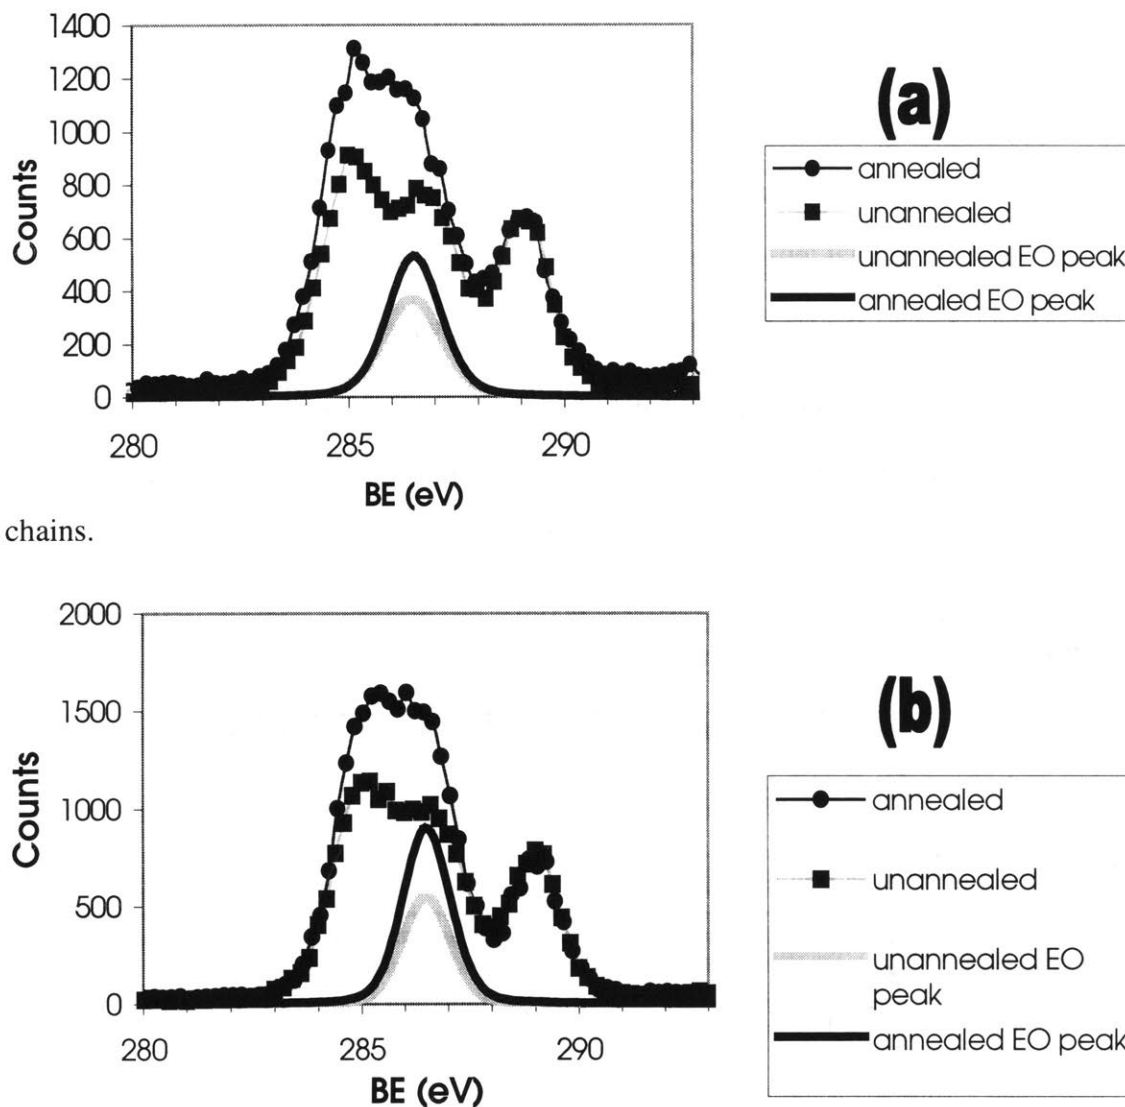 1400
1200
1000
800
600
400
200
0
Counts
280
285
290
BE (eV)
(a)
annealed
unannealed
unannealed EO peak
annealed EO peak
chains.
2000
1500
1000
500
0
Counts
280
285
290
BE (eV)
(b)
annealed
unannealed
unannealed EO
peak
annealed EO peak